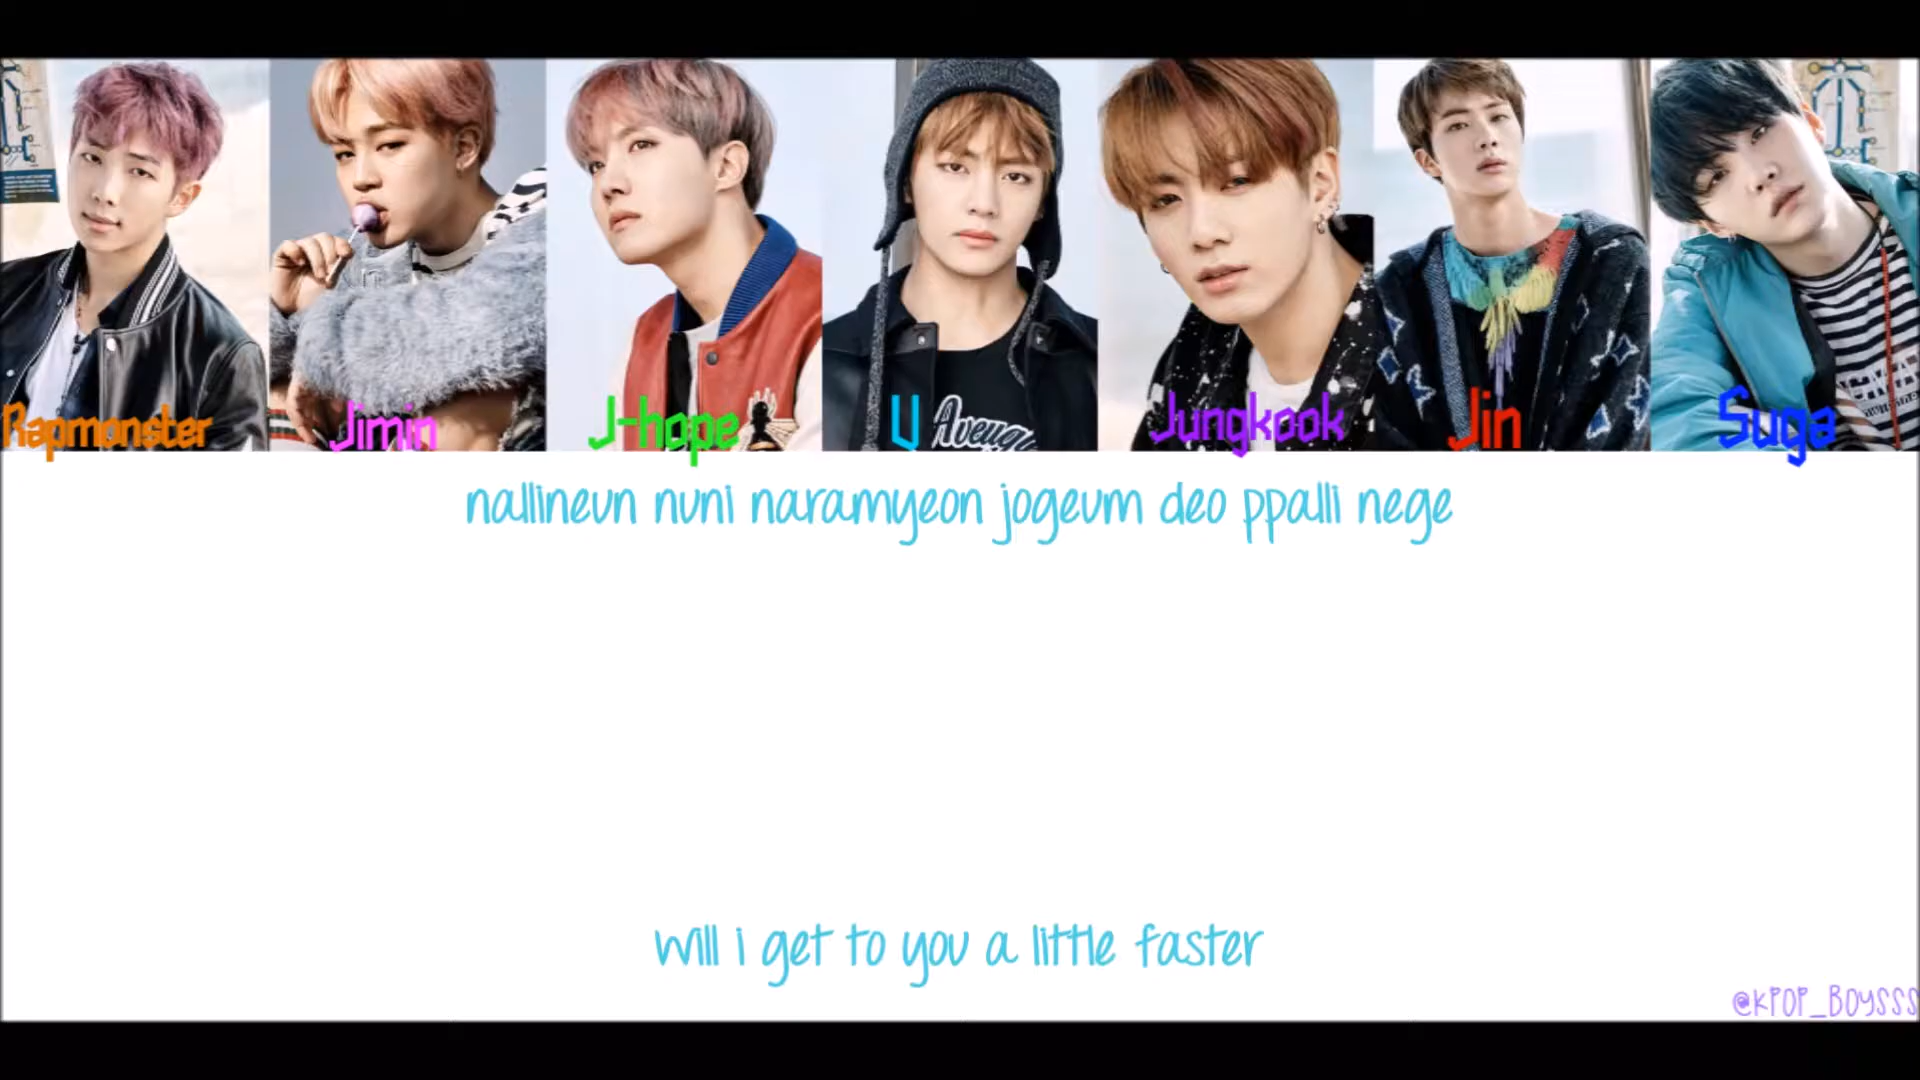 Rapmonster
Jimin
J-hope
V
Jungkook
Jin
Suga
nallineun nuni naramyeon jogeum deo ppalli nege
will i get to you a little faster
@KPOP_BOYSSS